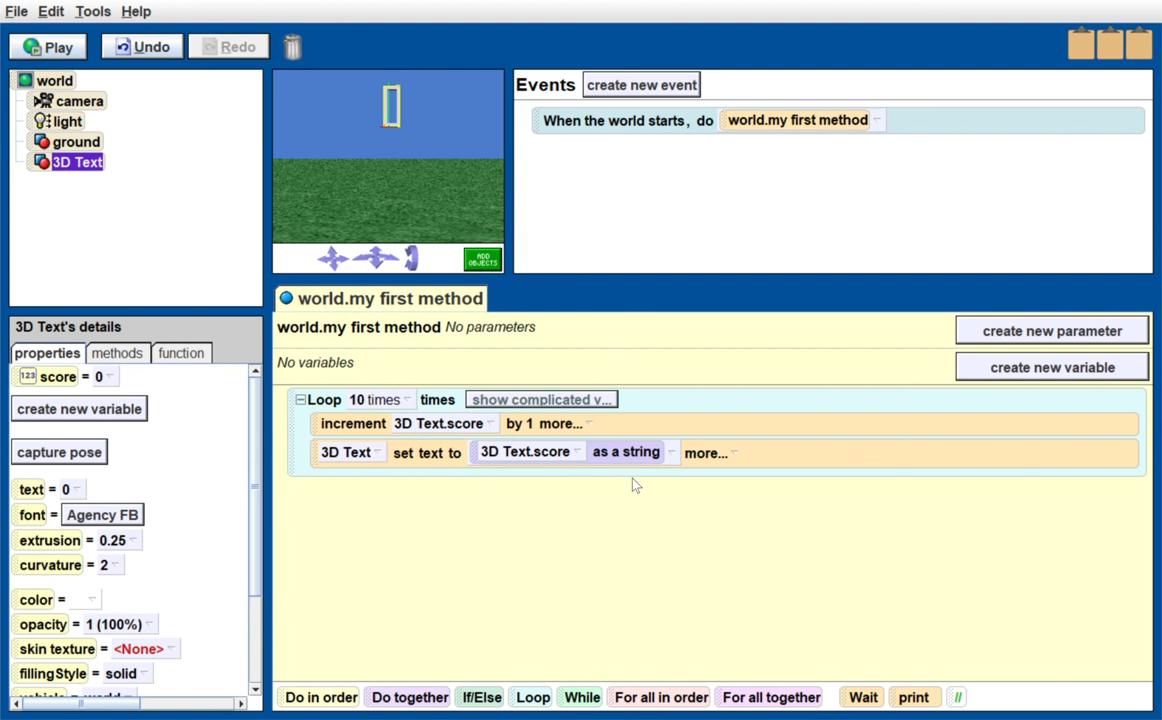 File Edit Tools Help
Play Undo Redo
world
camera
light
ground
3D Text
ADD
OBJECTS
Events create new event
When the world starts, do world.my first method
3D Text's details
properties methods function
123 score = 0
create new variable
capture pose
text = 0
font = Agency FB
extrusion = 0.25
curvature = 2
color =
opacity = 1 (100%)
skin texture = <None>
fillingStyle = solid
vehicle = world
world.my first method
world.my first method No parameters
create new parameter
No variables
create new variable
Loop 10 times times show complicated v...
increment 3D Text.score by 1 more...
3D Text set text to 3D Text.score as a string more...
Do in order Do together If/Else Loop While For all in order For all together Wait print //